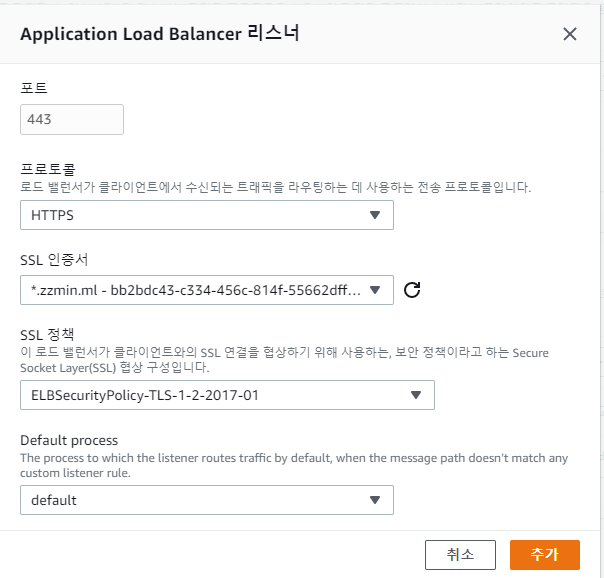 Application Load Balancer 리스너
포트
443
프로토콜
로드 밸런서가 클라이언트에서 수신되는 트래픽을 라우팅하는 데 사용하는 전송 프로토콜입니다.
HTTPS
SSL 인증서
*.zzmin.ml - bb2bdc43-c334-456c-814f-55662dff...
SSL 정책
이 로드 밸런서가 클라이언트와의 SSL 연결을 협상하기 위해 사용하는, 보안 정책이라고 하는 Secure
Socket Layer(SSL) 협상 구성입니다.
ELBSecurityPolicy-TLS-1-2-2017-01
Default process
The process to which the listener routes traffic by default, when the message path doesn't match any
custom listener rule.
default
취소
추가